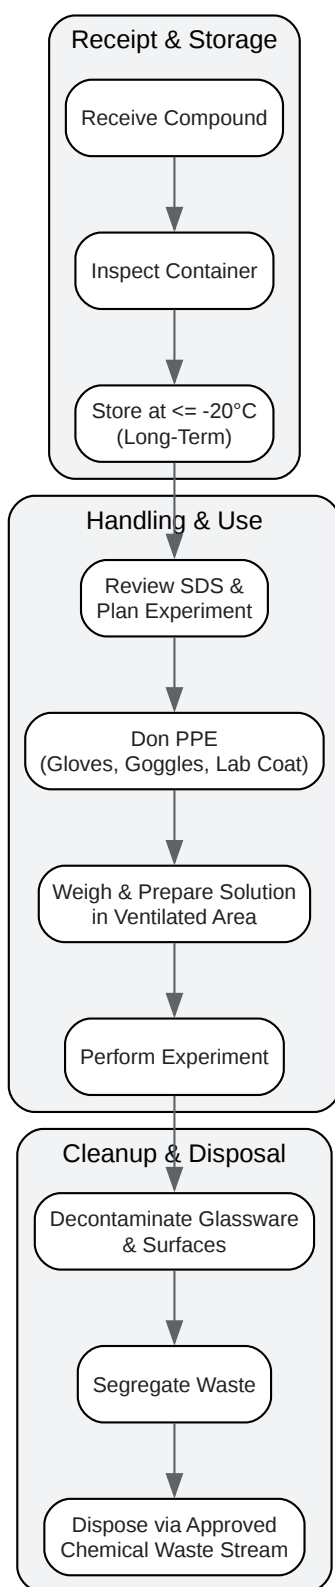 Receipt & Storage
Receive Compound
Inspect Container
Store at <= -20°C
(Long-Term)
Handling & Use
Review SDS &
Plan Experiment
Don PPE
(Gloves, Goggles, Lab Coat)
Weigh & Prepare Solution
in Ventilated Area
Perform Experiment
Cleanup & Disposal
Decontaminate Glassware
& Surfaces
Segregate Waste
Dispose via Approved
Chemical Waste Stream